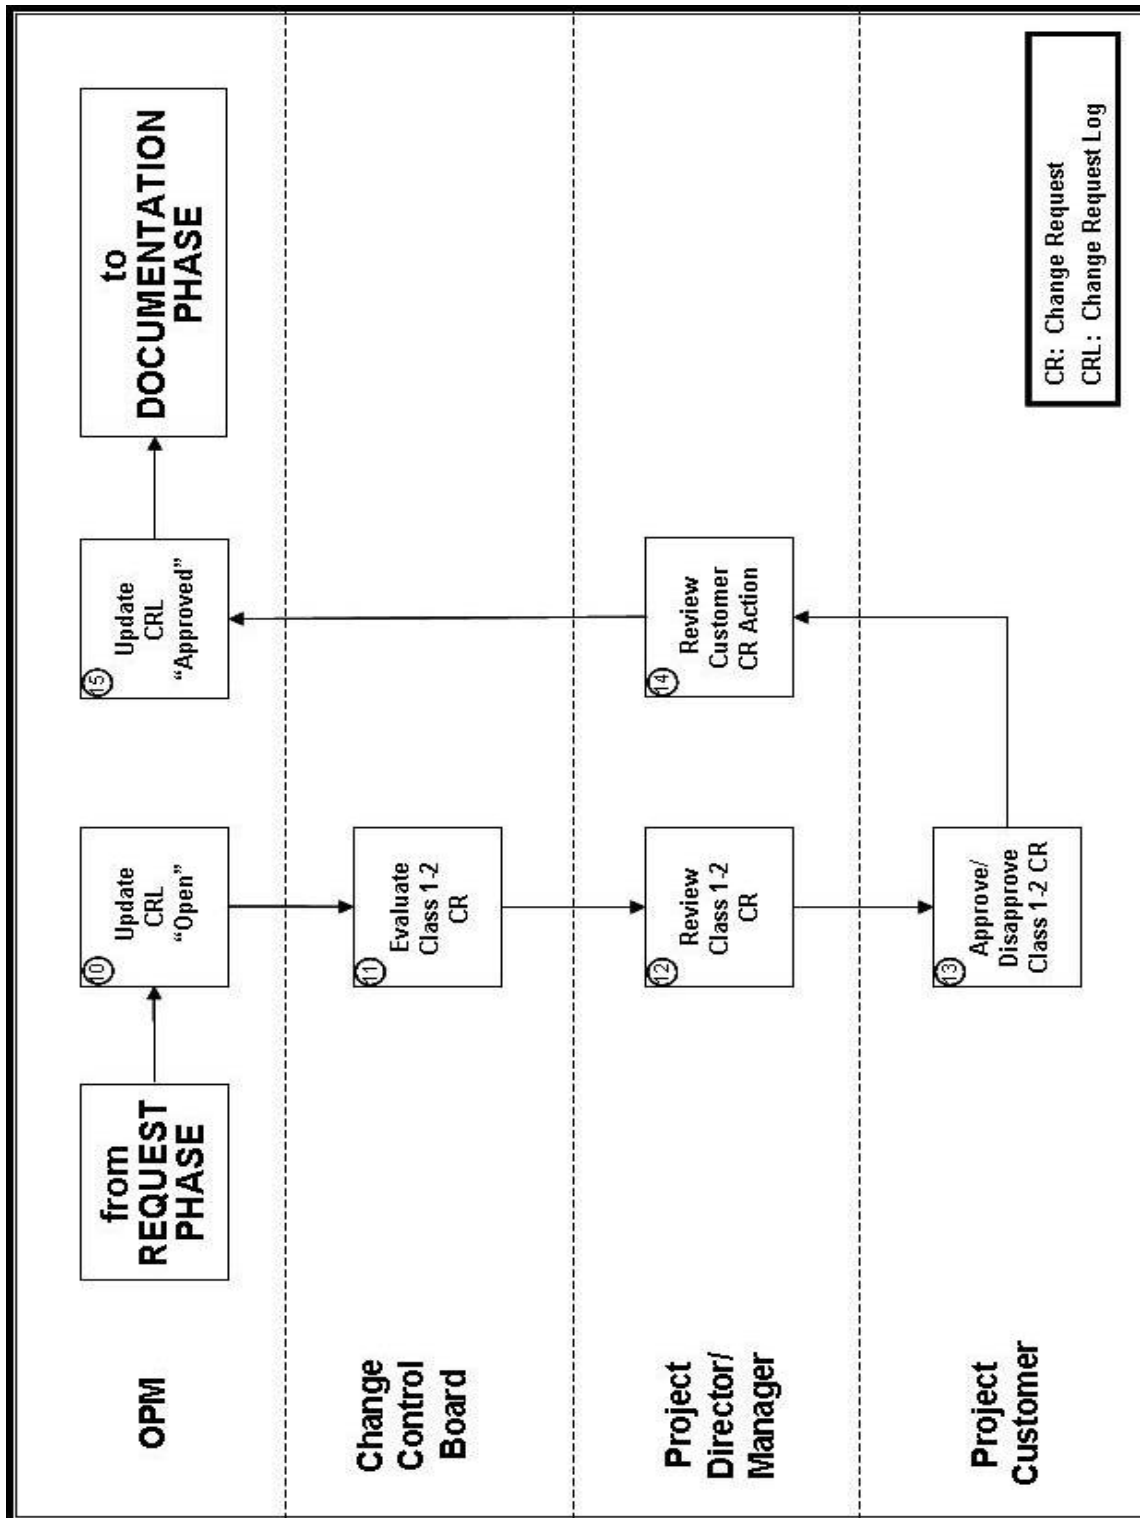 OPM
from
REQUEST
PHASE
10
Update
CRL
“Open”
15
Update
CRL
“Approved”
to
DOCUMENTATION
PHASE
Change
Control
Board
11
Evaluate
Class 1-2
CR
Project
Director/
Manager
12
Review
Class 1-2
CR
14
Review
Customer
CR Action
Project
Customer
13
Approve/
Disapprove
Class 1-2 CR
CR: Change Request
CRL: Change Request Log